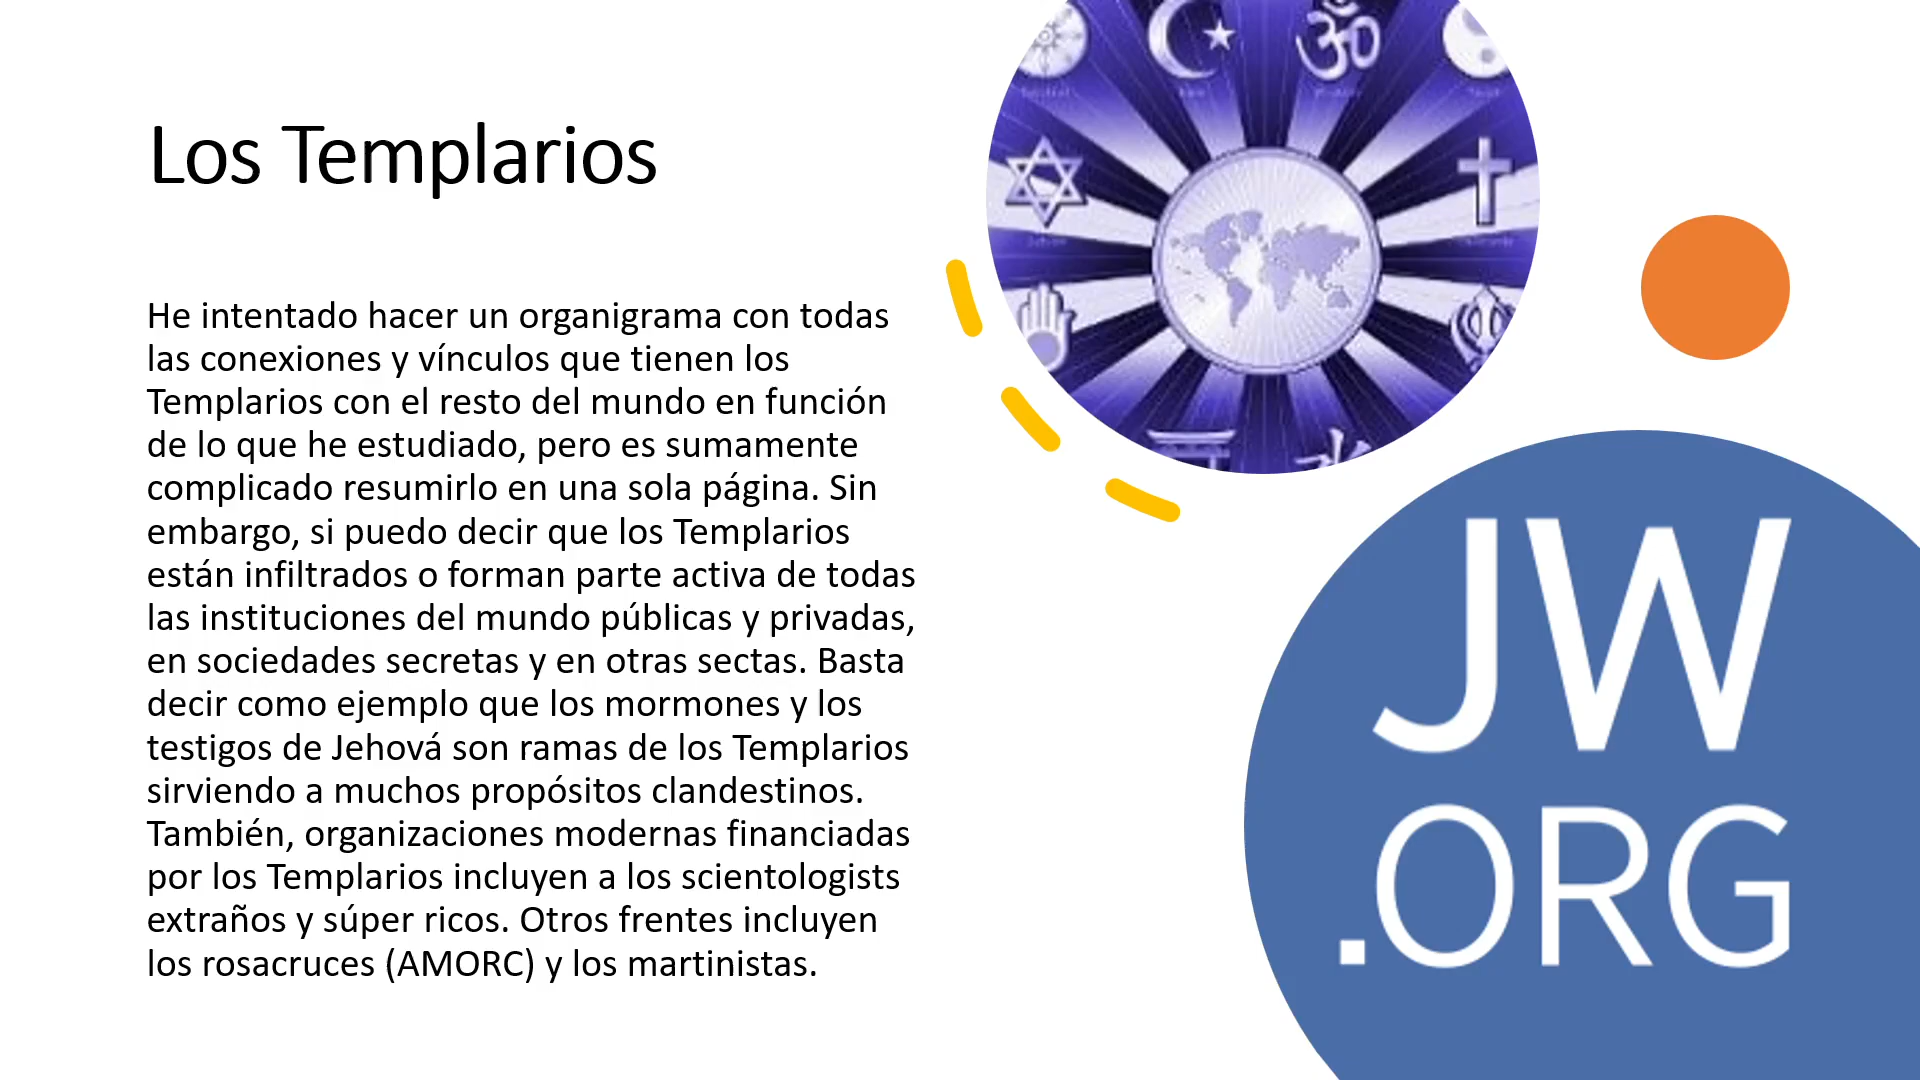 Los Templarios
He intentado hacer un organigrama con todas
las conexiones y vínculos que tienen los
Templarios con el resto del mundo en función
de lo que he estudiado, pero es sumamente
complicado resumirlo en una sola página. Sin
embargo, si puedo decir que los Templarios
están infiltrados o forman parte activa de todas
las instituciones del mundo públicas y privadas,
en sociedades secretas y en otras sectas. Basta
decir como ejemplo que los mormones y los
testigos de Jehová son ramas de los Templarios
sirviendo a muchos propósitos clandestinos.
También, organizaciones modernas financiadas
por los Templarios incluyen a los scientologists
extraños y súper ricos. Otros frentes incluyen
los rosacruces (AMORC) y los martinistas.
JW
.ORG